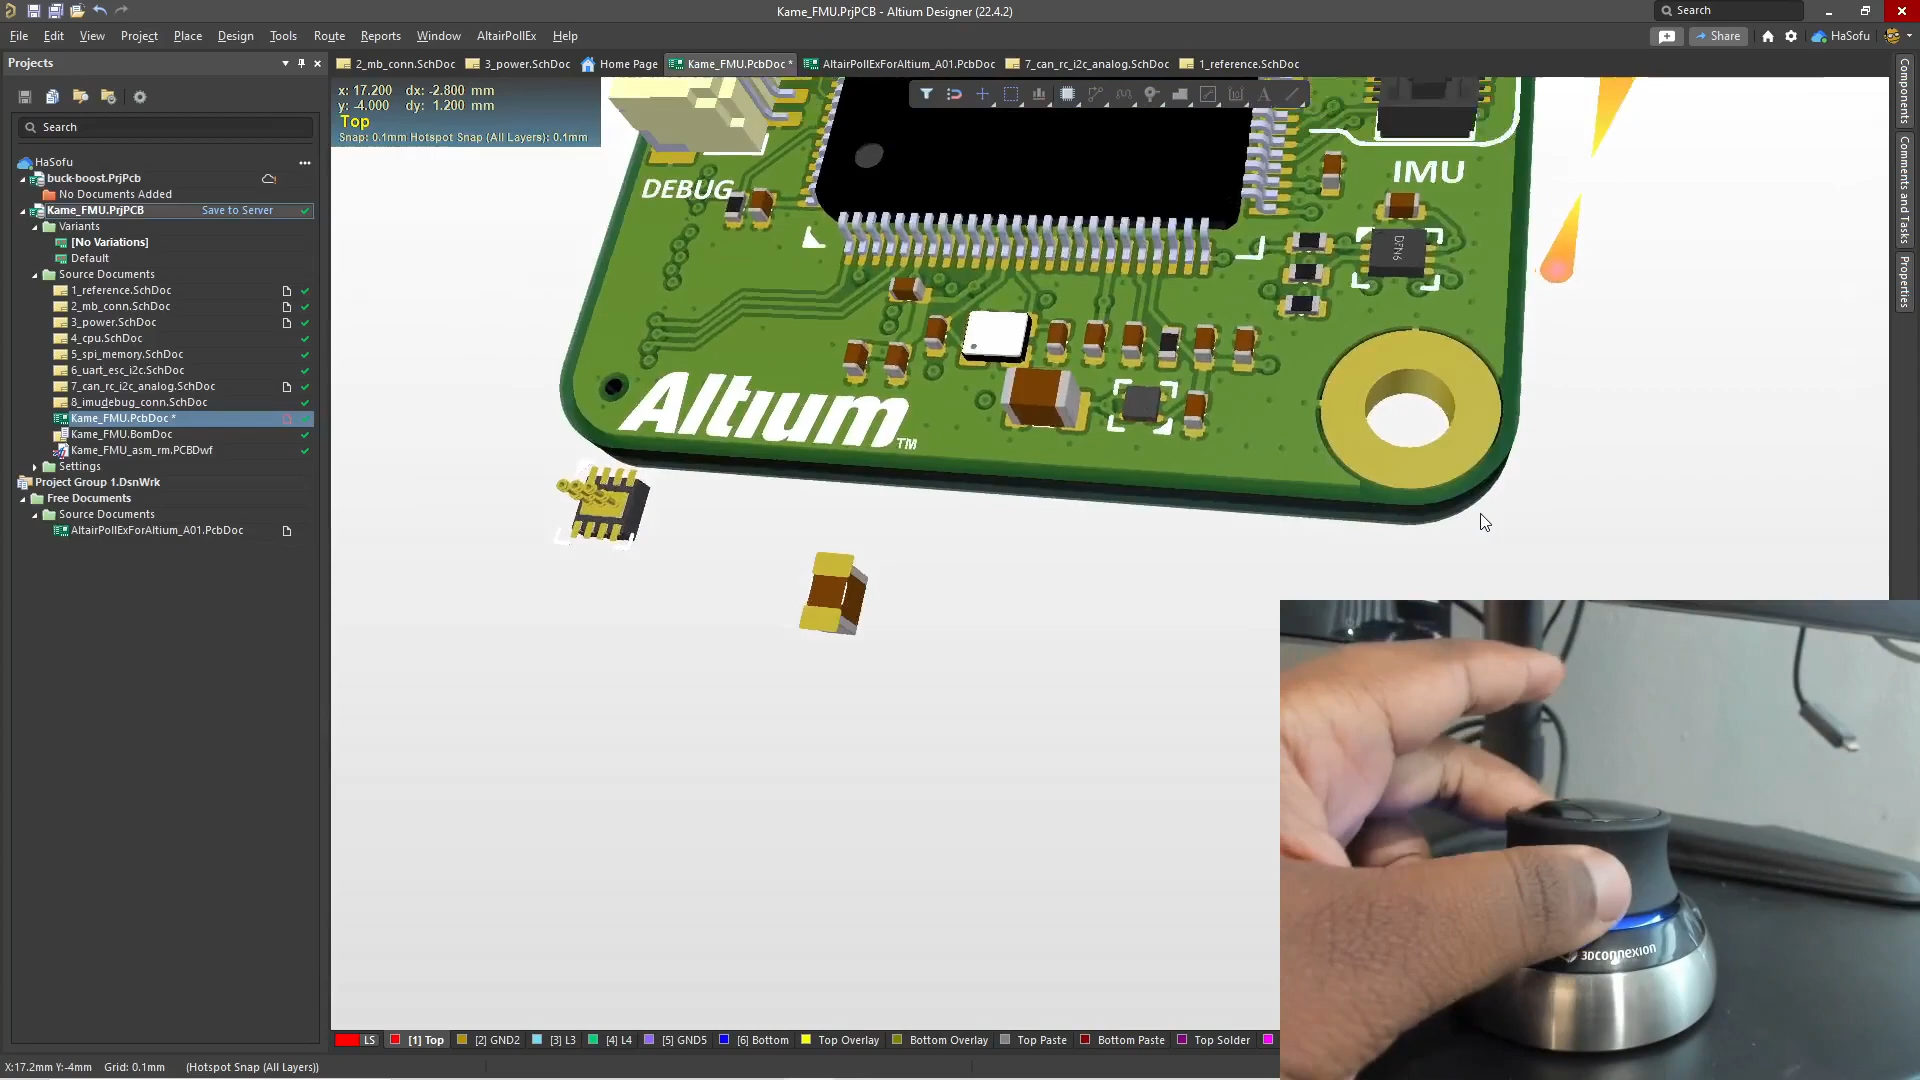 Kame_FMU.PrjPCB - Altium Designer (22.4.2)
Search
File Edit View Project Place Design Tools Route Reports Window AltairPollEx Help
Share
HaSofu
Projects
2_mb_conn.SchDoc 3_power.SchDoc Home Page Kame_FMU.PcbDoc * AltairPollExForAltium_A01.PcbDoc 7_can_rc_i2c_analog.SchDoc 1_reference.SchDoc
Search
HaSofu
buck-boost.PrjPcb
No Documents Added
Kame_FMU.PrjPCB Save to Server
Variants
[No Variations]
Default
Source Documents
1_reference.SchDoc
2_mb_conn.SchDoc
3_power.SchDoc
4_cpu.SchDoc
5_spi_memory.SchDoc
6_uart_esc_i2c.SchDoc
7_can_rc_i2c_analog.SchDoc
8_imudebug_conn.SchDoc
Kame_FMU.PcbDoc *
Kame_FMU.BomDoc
Kame_FMU_asm_rm.PCBDwf
Settings
Project Group 1.DsnWrk
Free Documents
Source Documents
AltairPollExForAltium_A01.PcbDoc
x: 17.200 dx: -2.800 mm
y: -4.000 dy: 1.200 mm
Top
Snap: 0.1mm Hotspot Snap (All Layers): 0.1mm
DEBUG
IMU
DFN6
Altium™
Components
Comments and Tasks
Properties
3Dconnexion
LS [1] Top [2] GND2 [3] L3 [4] L4 [5] GND5 [6] Bottom Top Overlay Bottom Overlay Top Paste Bottom Paste Top Solder
X:17.2mm Y:-4mm Grid: 0.1mm (Hotspot Snap (All Layers))